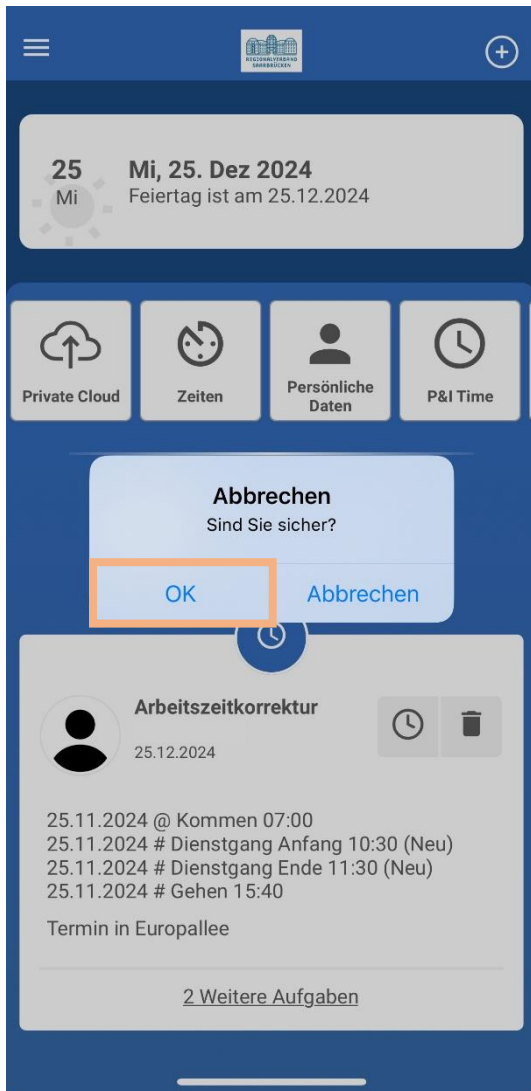 REGIONALVERBAND
SAARBRÜCKEN
25
Mi
Mi, 25. Dez 2024
Feiertag ist am 25.12.2024
Private Cloud
Zeiten
Persönliche
Daten
P&I Time
Abbrechen
Sind Sie sicher?
OK
Abbrechen
Arbeitszeitkorrektur
25.12.2024
25.11.2024 @ Kommen 07:00
25.11.2024 # Dienstgang Anfang 10:30 (Neu)
25.11.2024 # Dienstgang Ende 11:30 (Neu)
25.11.2024 # Gehen 15:40
Termin in Europallee
2 Weitere Aufgaben